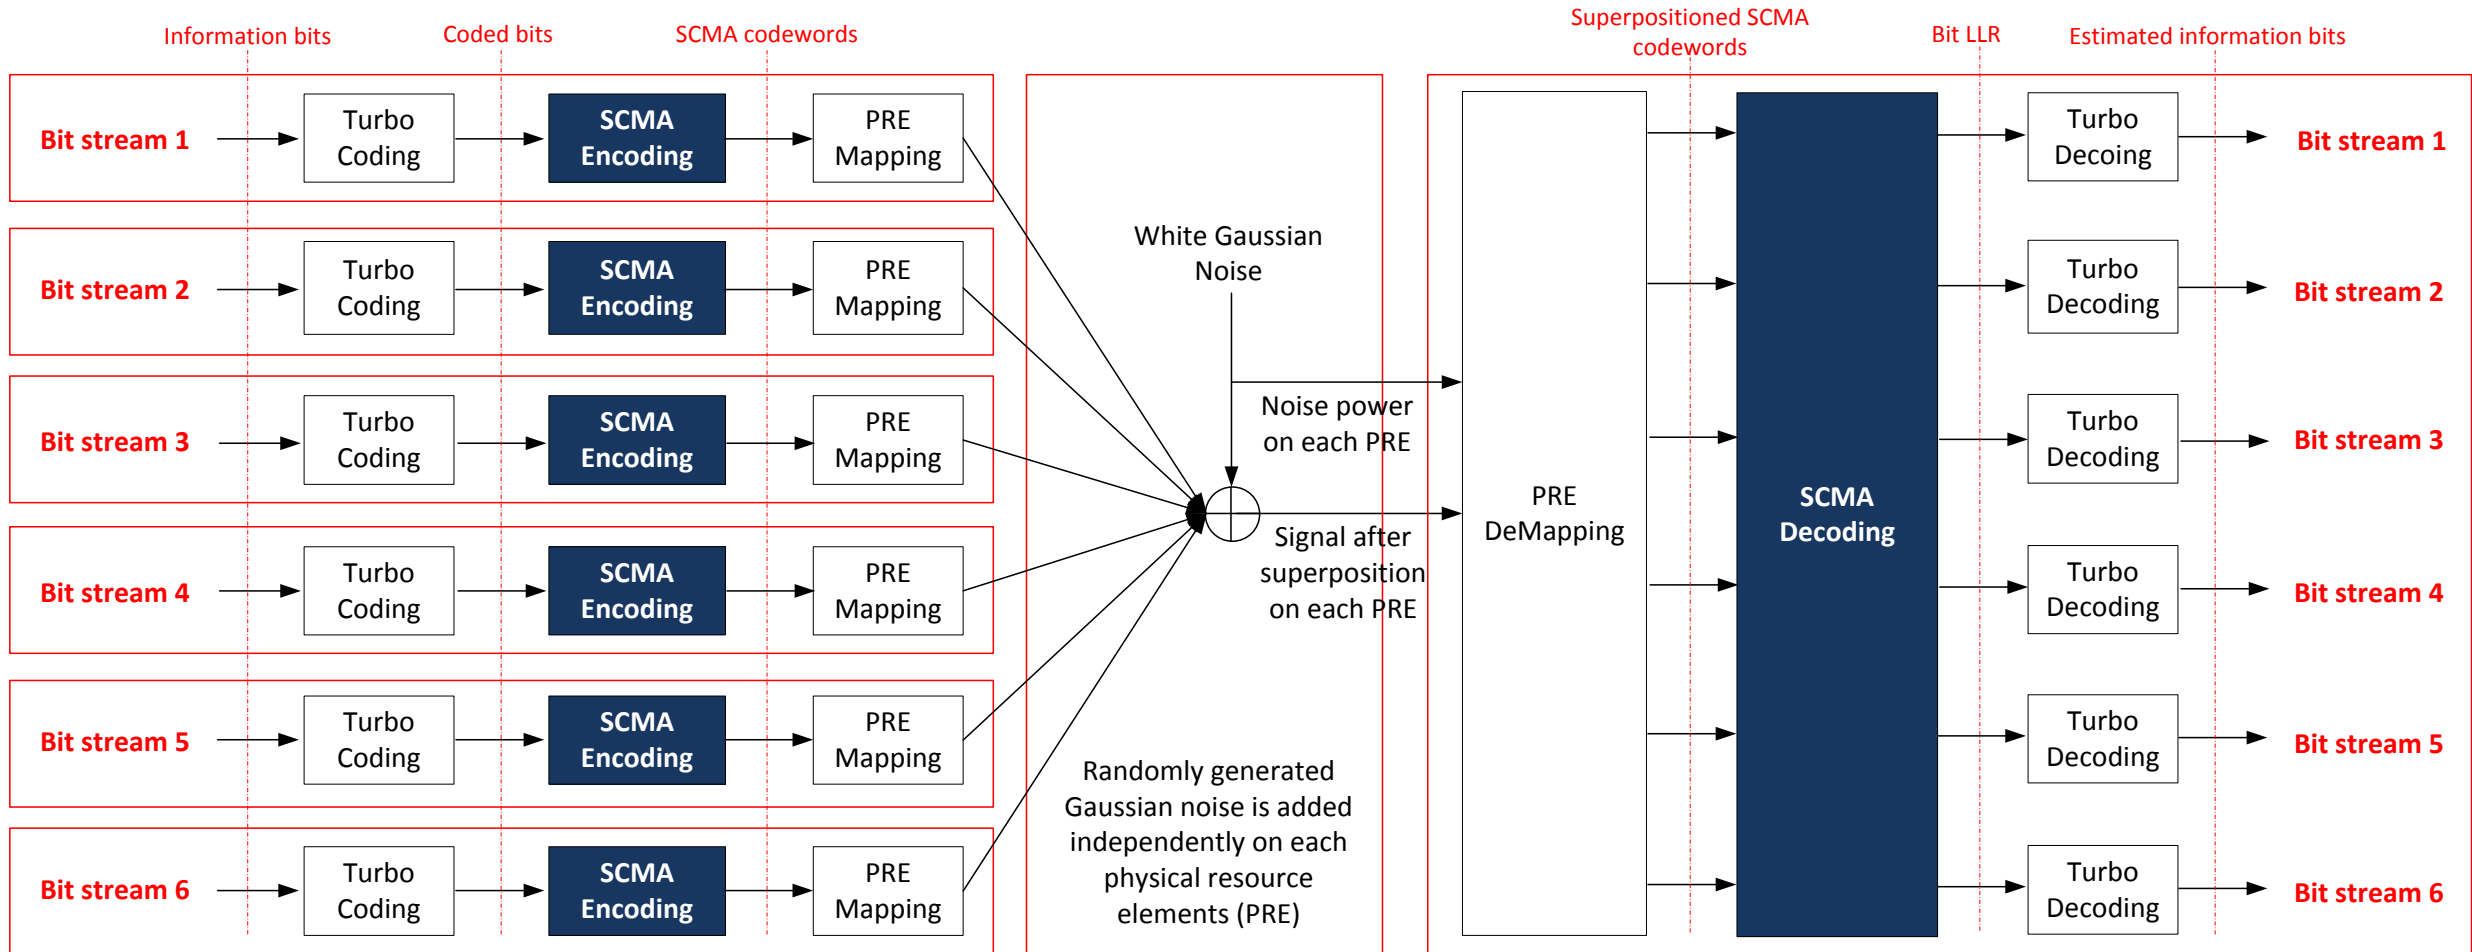 Information bits
Coded bits
SCMA codewords
Superpositioned SCMA
codewords
Bit LLR
Estimated information bits
Bit stream 1
Turbo
Coding
SCMA
Encoding
PRE
Mapping
Bit stream 2
Turbo
Coding
SCMA
Encoding
PRE
Mapping
Bit stream 3
Turbo
Coding
SCMA
Encoding
PRE
Mapping
Bit stream 4
Turbo
Coding
SCMA
Encoding
PRE
Mapping
Bit stream 5
Turbo
Coding
SCMA
Encoding
PRE
Mapping
Bit stream 6
Turbo
Coding
SCMA
Encoding
PRE
Mapping
White Gaussian
Noise
Noise power
on each PRE
Signal after
superposition
on each PRE
Randomly generated
Gaussian noise is added
independently on each
physical resource
elements (PRE)
PRE
DeMapping
SCMA
Decoding
Turbo
Decoing
Bit stream 1
Turbo
Decoding
Bit stream 2
Turbo
Decoding
Bit stream 3
Turbo
Decoding
Bit stream 4
Turbo
Decoding
Bit stream 5
Turbo
Decoding
Bit stream 6